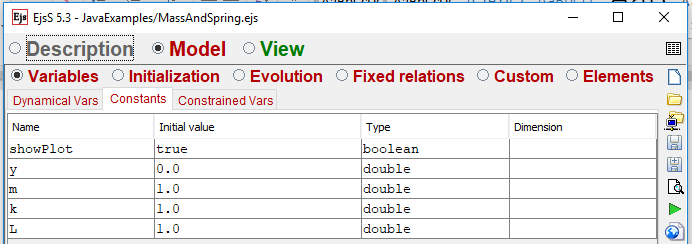 EjsS 5.3 - JavaExamples/MassAndSpring.ejs
Description Model View
Variables Initialization Evolution Fixed relations Custom Elements
Dynamical Vars Constants Constrained Vars
Name Initial value Type Dimension
showPlot true boolean
y 0.0 double
m 1.0 double
k 1.0 double
L 1.0 double